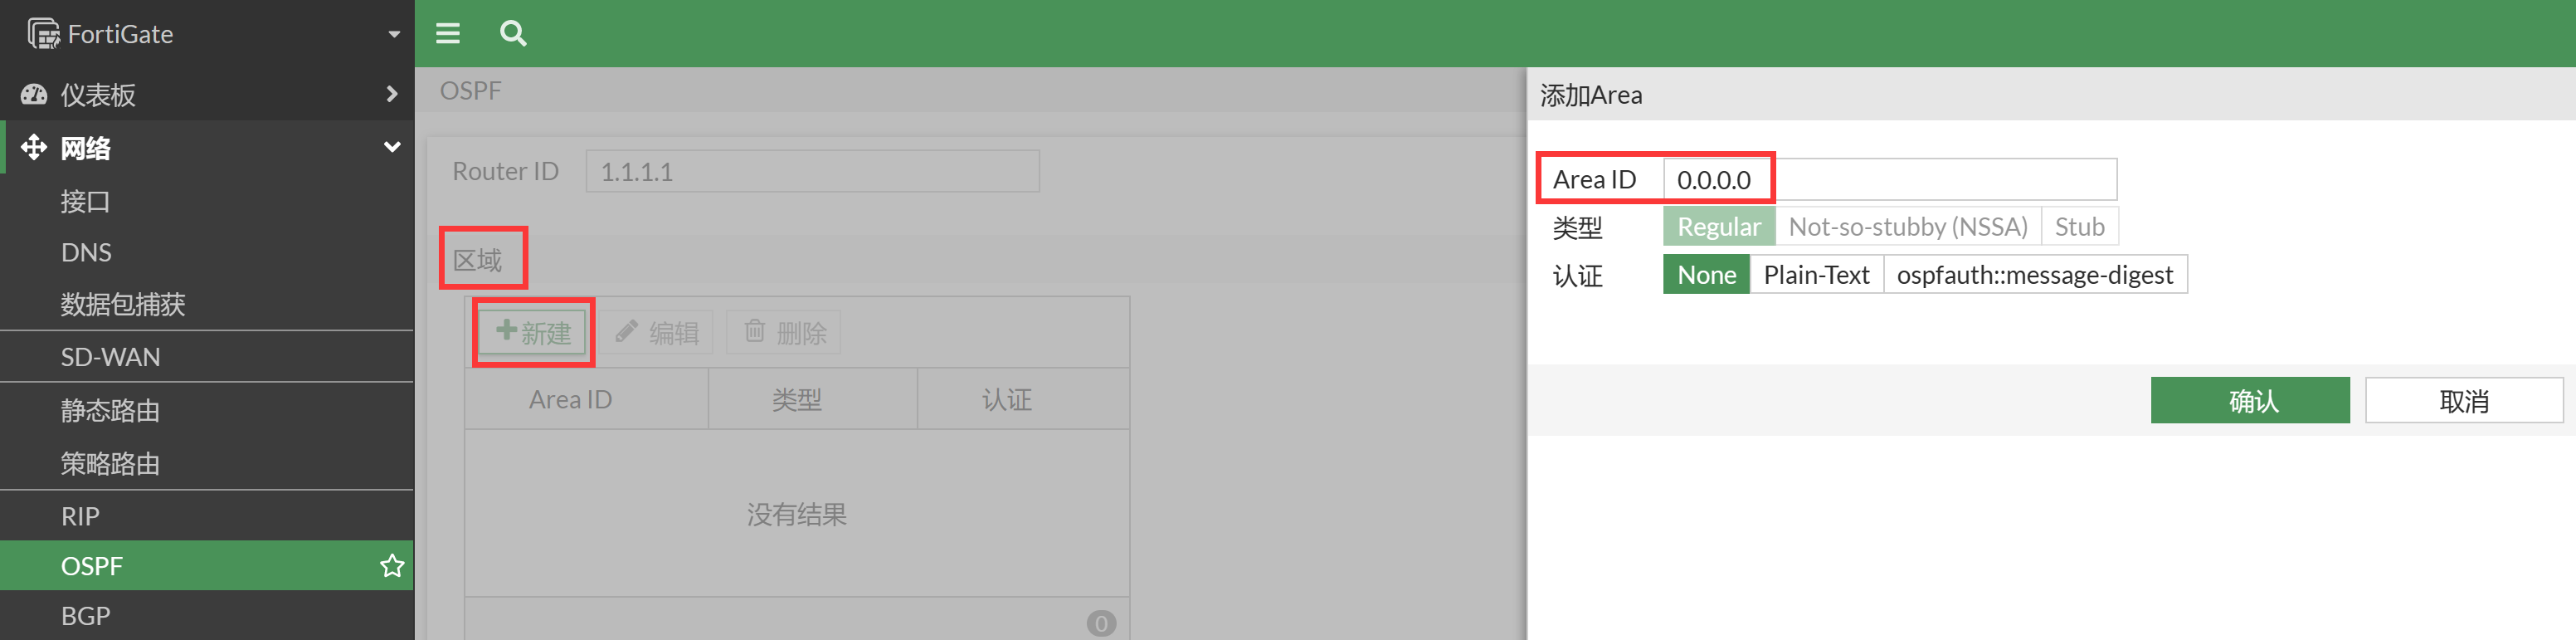 FortiGate
仪表板
网络
接口
DNS
数据包捕获
SD-WAN
静态路由
策略路由
RIP
OSPF
BGP
OSPF
Router ID 1.1.1.1
区域
新建 编辑 删除
Area ID 类型 认证
没有结果
0
添加Area
Area ID 0.0.0.0
类型 Regular Not-so-stubby (NSSA) Stub
认证 None Plain-Text ospfauth::message-digest
确认 取消